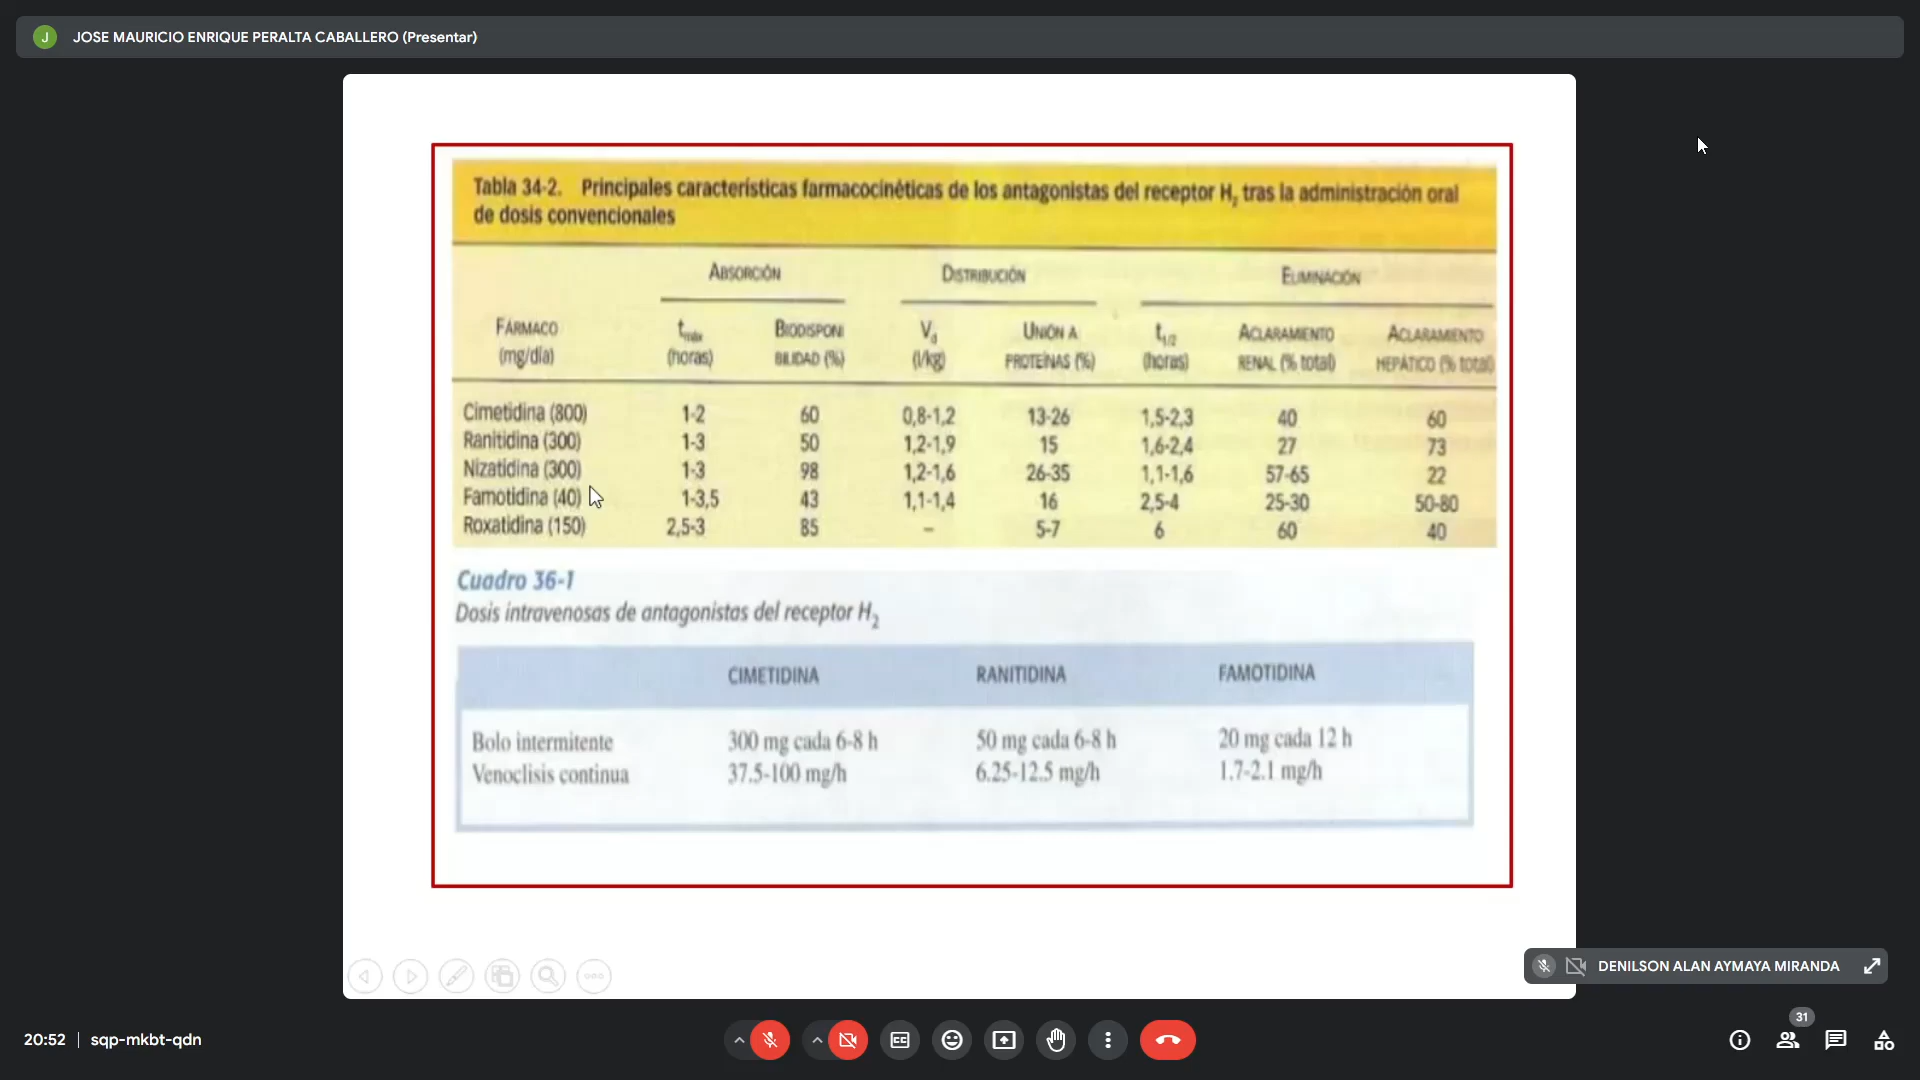 J JOSE MAURICIO ENRIQUE PERALTA CABALLERO (Presentar)
Tabla 34-2. Principales características farmacocinéticas de los antagonistas del receptor H2 tras la administración oral
de dosis convencionales
ABSORCIÓN DISTRIBUCIÓN ELIMINACIÓN
FÁRMACO tmáx BIODISPONI Vd UNIÓN A t1/2 ACLARAMIENTO ACLARAMIENTO
(mg/día) (horas) BILIDAD (%) (l/kg) PROTEÍNAS (%) (horas) RENAL (% total) HEPÁTICO (% total)
Cimetidina (800) 1-2 60 0,8-1,2 13-26 1,5-2,3 40 60
Ranitidina (300) 1-3 50 1,2-1,9 15 1,6-2,4 27 73
Nizatidina (300) 1-3 98 1,2-1,6 26-35 1,1-1,6 57-65 22
Famotidina (40) 1-3,5 43 1,1-1,4 16 2,5-4 25-30 50-80
Roxatidina (150) 2,5-3 85 – 5-7 6 60 40
Cuadro 36-1
Dosis intravenosas de antagonistas del receptor H2
CIMETIDINA RANITIDINA FAMOTIDINA
Bolo intermitente 300 mg cada 6-8 h 50 mg cada 6-8 h 20 mg cada 12 h
Venoclisis continua 37.5-100 mg/h 6.25-12.5 mg/h 1.7-2.1 mg/h
DENILSON ALAN AYMAYA MIRANDA
31
20:52 | sqp-mkbt-qdn
CC